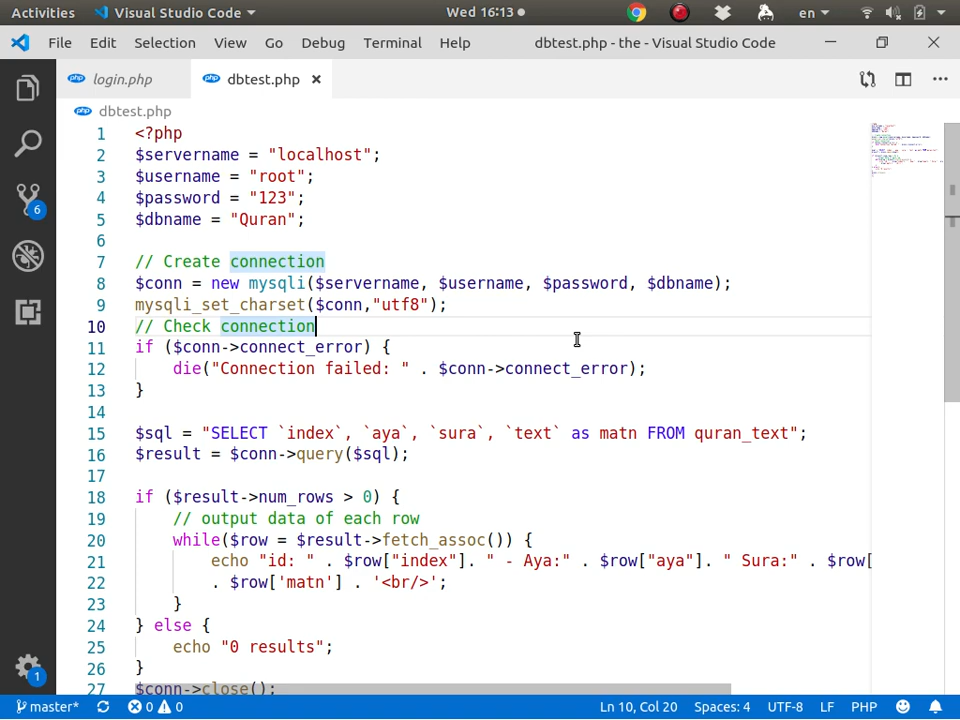 Activities Visual Studio Code Wed 16:13 en
File Edit Selection View Go Debug Terminal Help dbtest.php - the - Visual Studio Code
php login.php php dbtest.php
php dbtest.php
1 <?php
2 $servername = "localhost";
3 $username = "root";
4 $password = "123";
5 $dbname = "Quran";
6
7 // Create connection
8 $conn = new mysqli($servername, $username, $password, $dbname);
9 mysqli_set_charset($conn,"utf8");
10 // Check connection
11 if ($conn->connect_error) {
12 die("Connection failed: " . $conn->connect_error);
13 }
14
15 $sql = "SELECT `index`, `aya`, `sura`, `text` as matn FROM quran_text";
16 $result = $conn->query($sql);
17
18 if ($result->num_rows > 0) {
19 // output data of each row
20 while($row = $result->fetch_assoc()) {
21 echo "id: " . $row["index"]. " - Aya:" . $row["aya"]. " Sura:" . $row[
22 . $row['matn'] . '<br/>';
23 }
24 } else {
25 echo "0 results";
26 }
27 $conn->close();
6
1
master* 0 0 Ln 10, Col 20 Spaces: 4 UTF-8 LF PHP